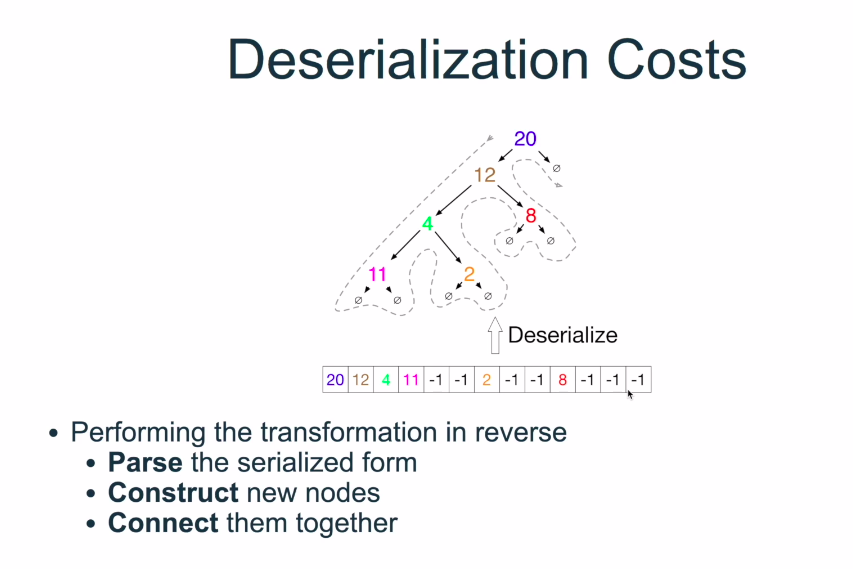 Deserialization Costs
20
∅
12
4
8
∅ ∅
11
2
∅ ∅ ∅ ∅
Deserialize
20 12 4 11 -1 -1 2 -1 -1 8 -1 -1 -1
• Performing the transformation in reverse
• Parse the serialized form
• Construct new nodes
• Connect them together